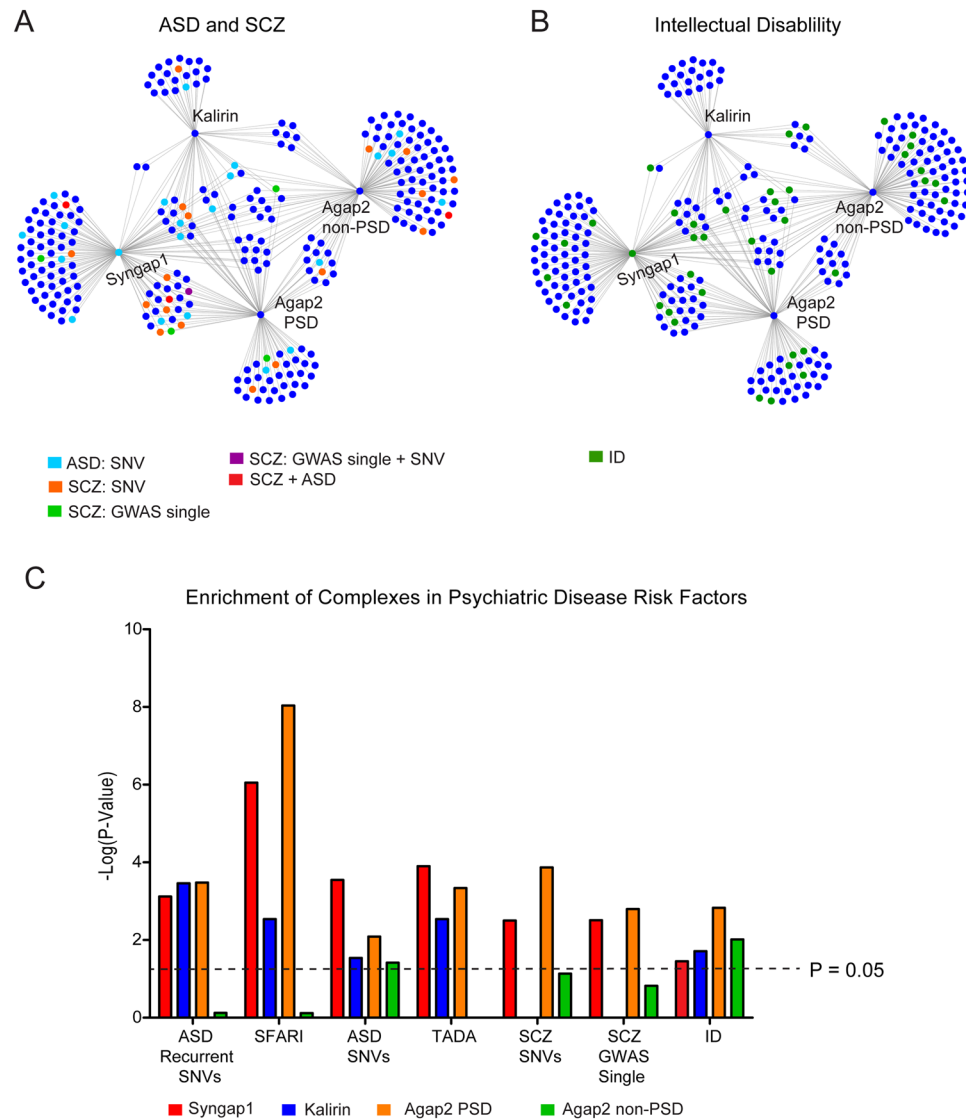 A
ASD and SCZ
B
Intellectual Disablility
Kalirin
Agap2
non-PSD
Syngap1
Agap2
PSD
Kalirin
Agap2
non-PSD
Syngap1
Agap2
PSD
ASD: SNV
SCZ: SNV
SCZ: GWAS single
SCZ: GWAS single + SNV
SCZ + ASD
ID
C
Enrichment of Complexes in Psychiatric Disease Risk Factors
-Log(P-Value)
10
8
6
4
2
0
P = 0.05
ASD
Recurrent
SNVs
SFARI
ASD
SNVs
TADA
SCZ
SNVs
SCZ
GWAS
Single
ID
Syngap1
Kalirin
Agap2 PSD
Agap2 non-PSD